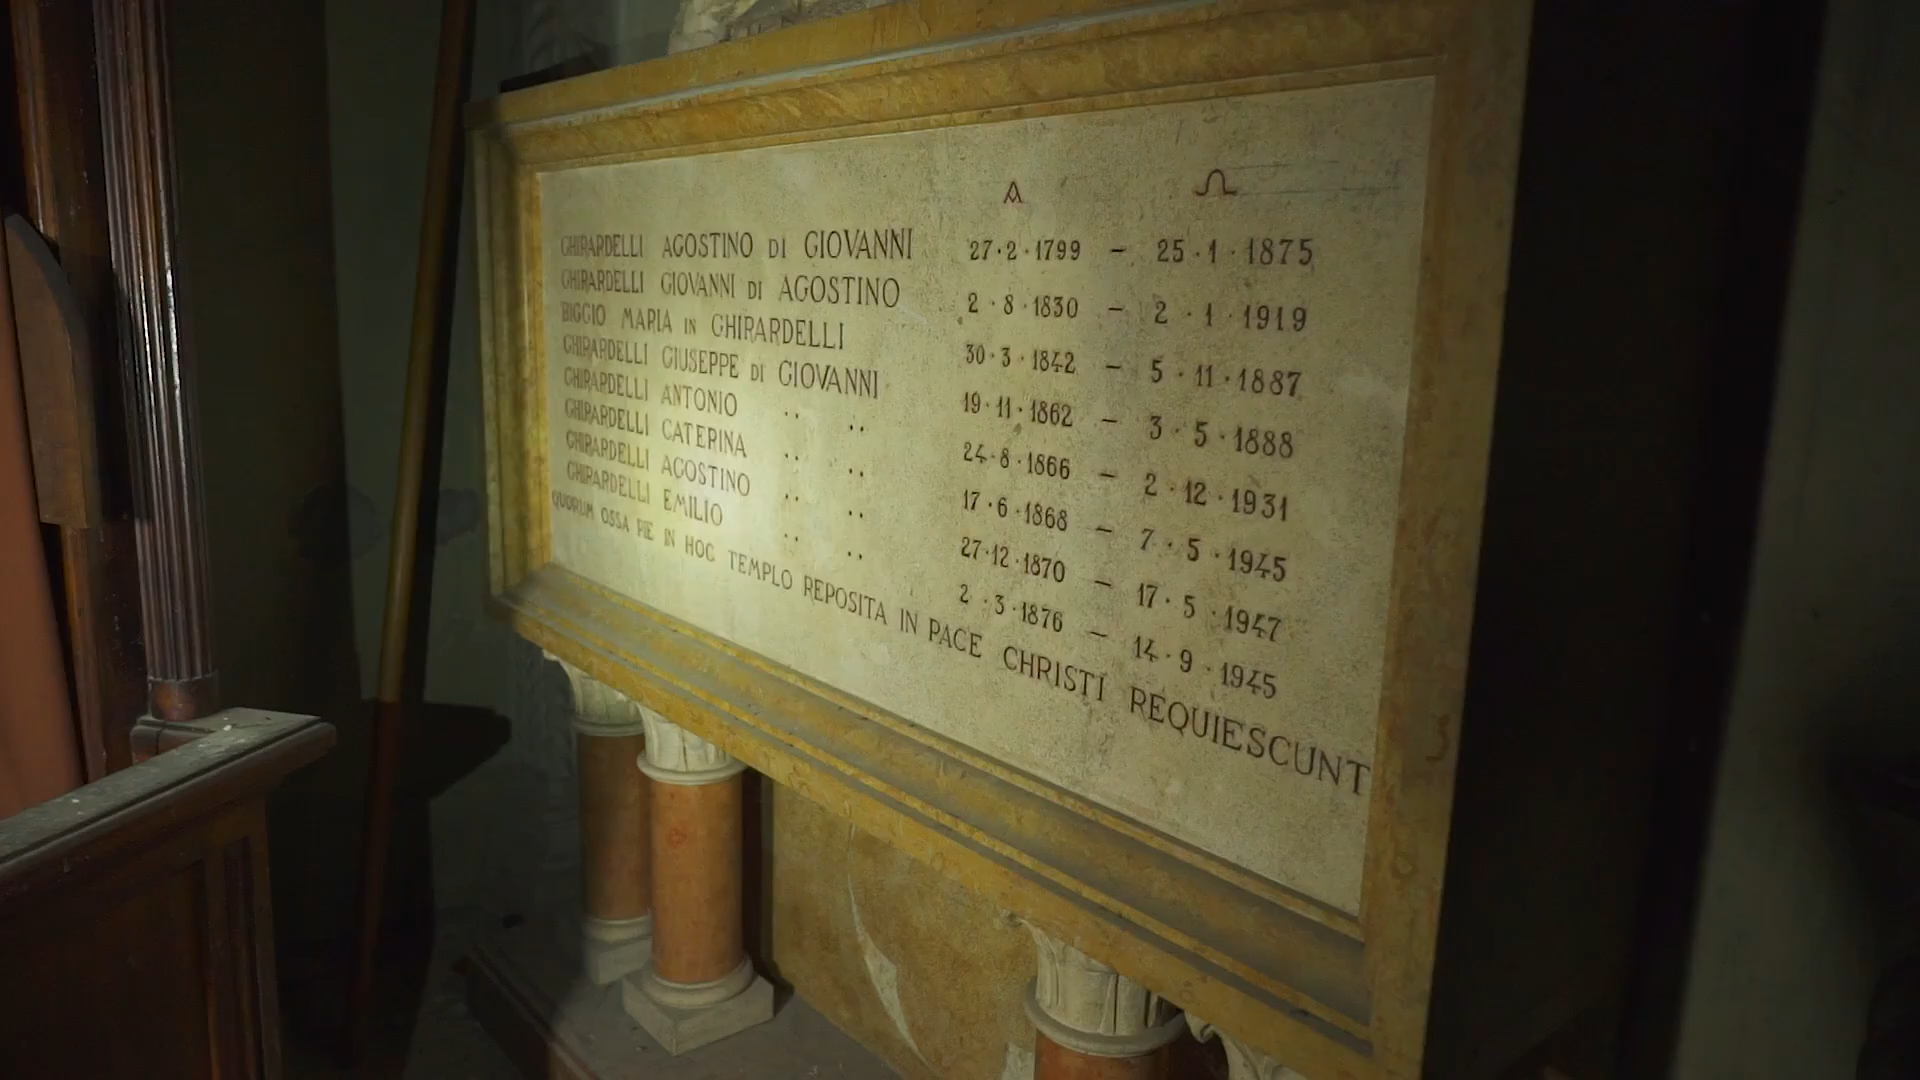 Α Ω
GHIRARDELLI AGOSTINO DI GIOVANNI 27·2·1799 – 25·1·1875
GHIRARDELLI GIOVANNI DI AGOSTINO 2·8·1830 – 2·1·1919
BIGGIO MARIA IN GHIRARDELLI 30·3·1842 – 5·11·1887
GHIRARDELLI GIUSEPPE DI GIOVANNI 19·11·1862 – 3·5·1888
GHIRARDELLI ANTONIO .. .. 24·8·1866 – 2·12·1931
GHIRARDELLI CATERINA .. .. 17·6·1868 – 7·5·1945
GHIRARDELLI AGOSTINO .. .. 27·12·1870 – 17·5·1947
GHIRARDELLI EMILIO .. .. 2·3·1876 – 14·9·1945
QUORUM OSSA PIE IN HOC TEMPLO REPOSITA IN PACE CHRISTI REQUIESCUNT